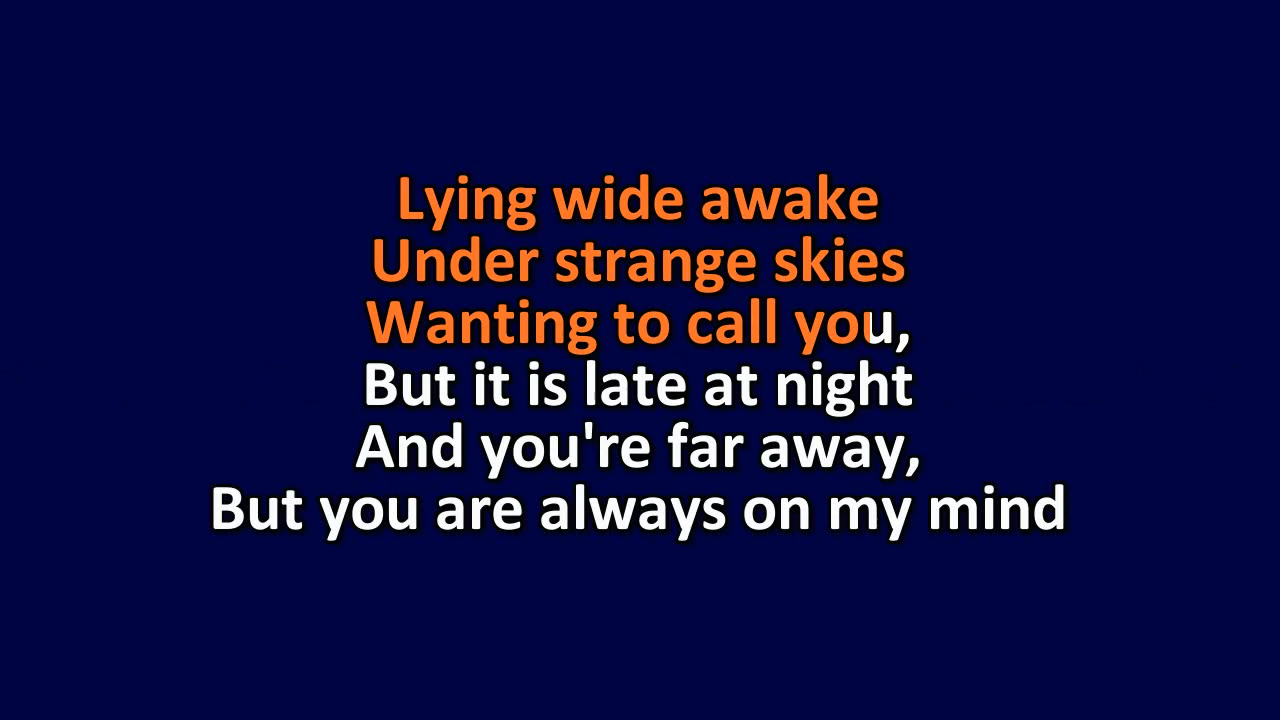 Lying wide awake
Under strange skies
Wanting to call you,
But it is late at night
And you're far away,
But you are always on my mind